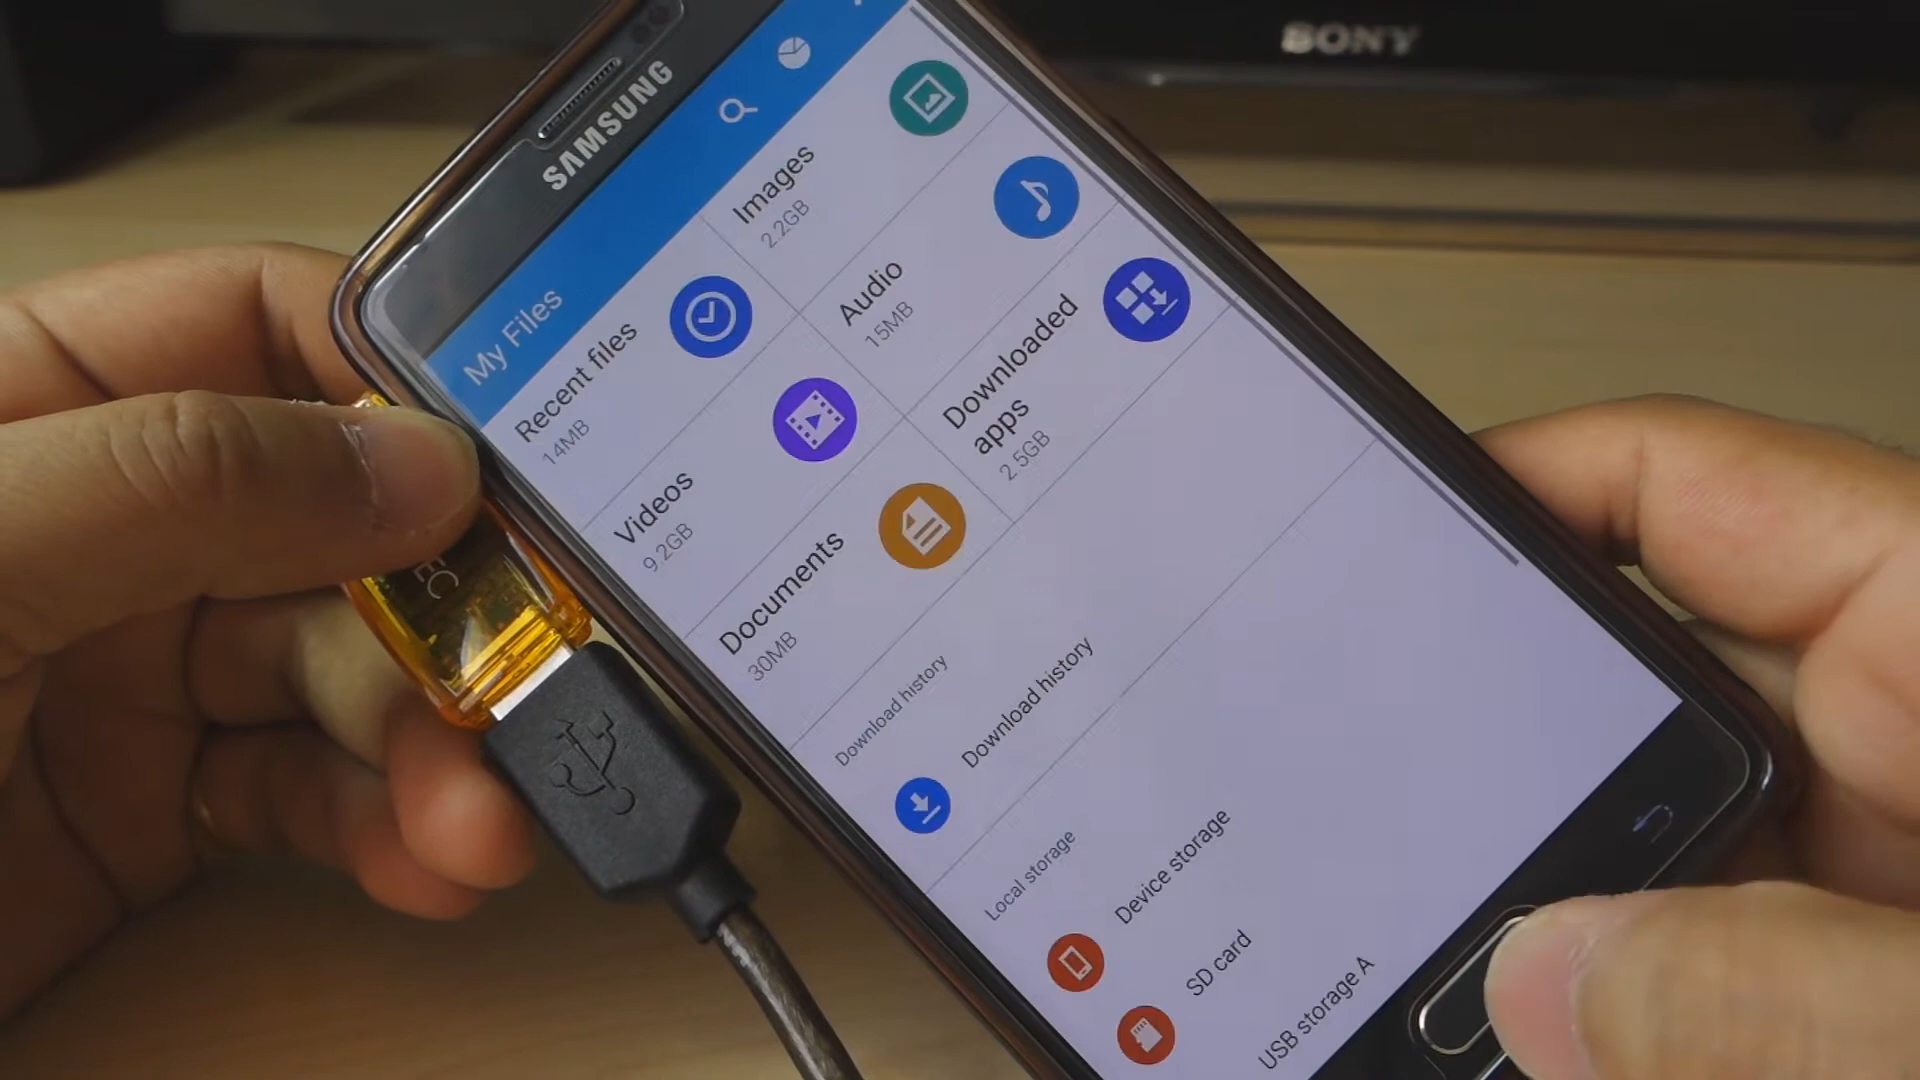 SONY
SAMSUNG
My Files
Recent files
14MB
Images
2.2GB
Videos
9.2GB
Audio
15MB
Documents
30MB
Downloaded
apps
2.5GB
Download history
Download history
Local storage
Device storage
SD card
USB storage A
EC